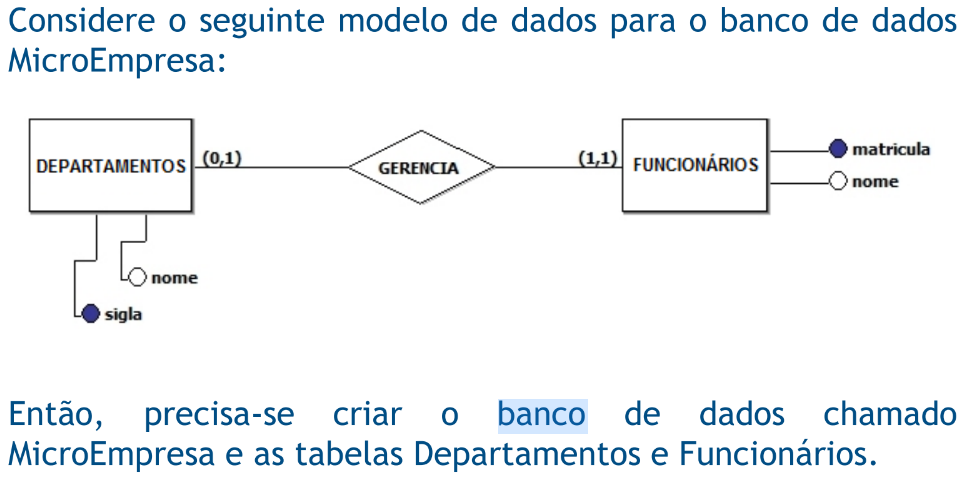 Considere o seguinte modelo de dados para o banco de dados
MicroEmpresa:
DEPARTAMENTOS
(0,1)
GERENCIA
(1,1)
FUNCIONÁRIOS
matricula
nome
nome
sigla
Então, precisa-se criar o banco de dados chamado
MicroEmpresa e as tabelas Departamentos e Funcionários.